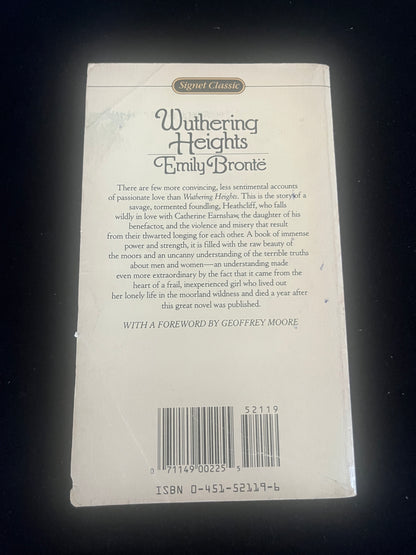 Signet Classic
Wuthering
Heights
Emily Brontë
There are few more convincing, less sentimental accounts
of passionate love than Wuthering Heights. This is the story of a
savage, tormented foundling, Heathcliff, who falls
wildly in love with Catherine Earnshaw, the daughter of his
benefactor, and the violence and misery that result
from their thwarted longing for each other. A book of immense
power and strength, it is filled with the raw beauty of
the moors and an uncanny understanding of the terrible truths
about men and women—an understanding made
even more extraordinary by the fact that it came from the
heart of a frail, inexperienced girl who lived out
her lonely life in the moorland wildness and died a year after
this great novel was published.
WITH A FOREWORD BY GEOFFREY MOORE
52119
0 71149 00225 5
ISBN 0-451-52119-6